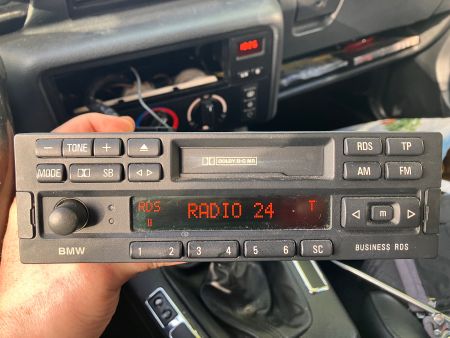 1006
− TONE + RDS TP
DOLBY B-C NR
MODE SB AM FM
RDS RADIO 24 T
m
BMW 1 2 3 4 5 6 SC BUSINESS RDS